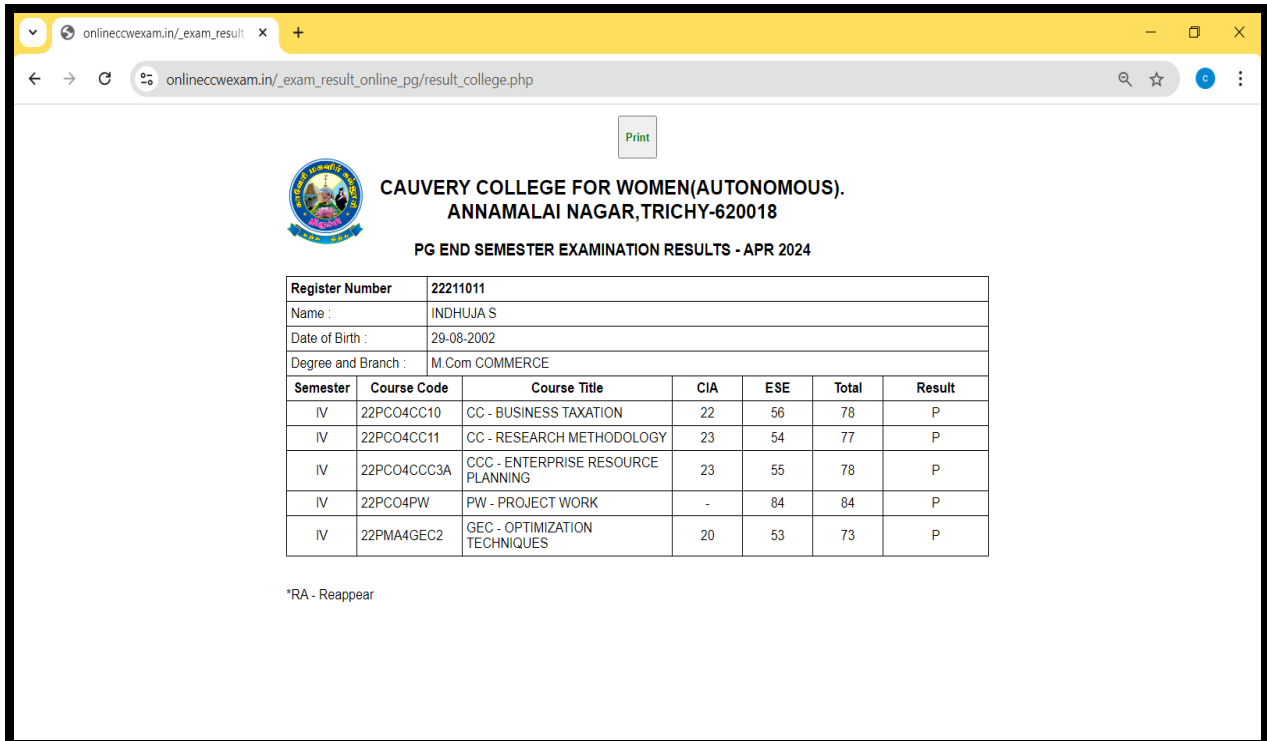 onlineccwexam.in/_exam_result
onlineccwexam.in/_exam_result_online_pg/result_college.php
C
Print
CAUVERY COLLEGE FOR WOMEN(AUTONOMOUS).
ANNAMALAI NAGAR,TRICHY-620018
PG END SEMESTER EXAMINATION RESULTS - APR 2024
Register Number 22211011
Name : INDHUJA S
Date of Birth : 29-08-2002
Degree and Branch : M.Com COMMERCE
Semester Course Code Course Title CIA ESE Total Result
IV 22PCO4CC10 CC - BUSINESS TAXATION 22 56 78 P
IV 22PCO4CC11 CC - RESEARCH METHODOLOGY 23 54 77 P
IV 22PCO4CCC3A CCC - ENTERPRISE RESOURCE
PLANNING 23 55 78 P
IV 22PCO4PW PW - PROJECT WORK - 84 84 P
IV 22PMA4GEC2 GEC - OPTIMIZATION
TECHNIQUES 20 53 73 P
*RA - Reappear